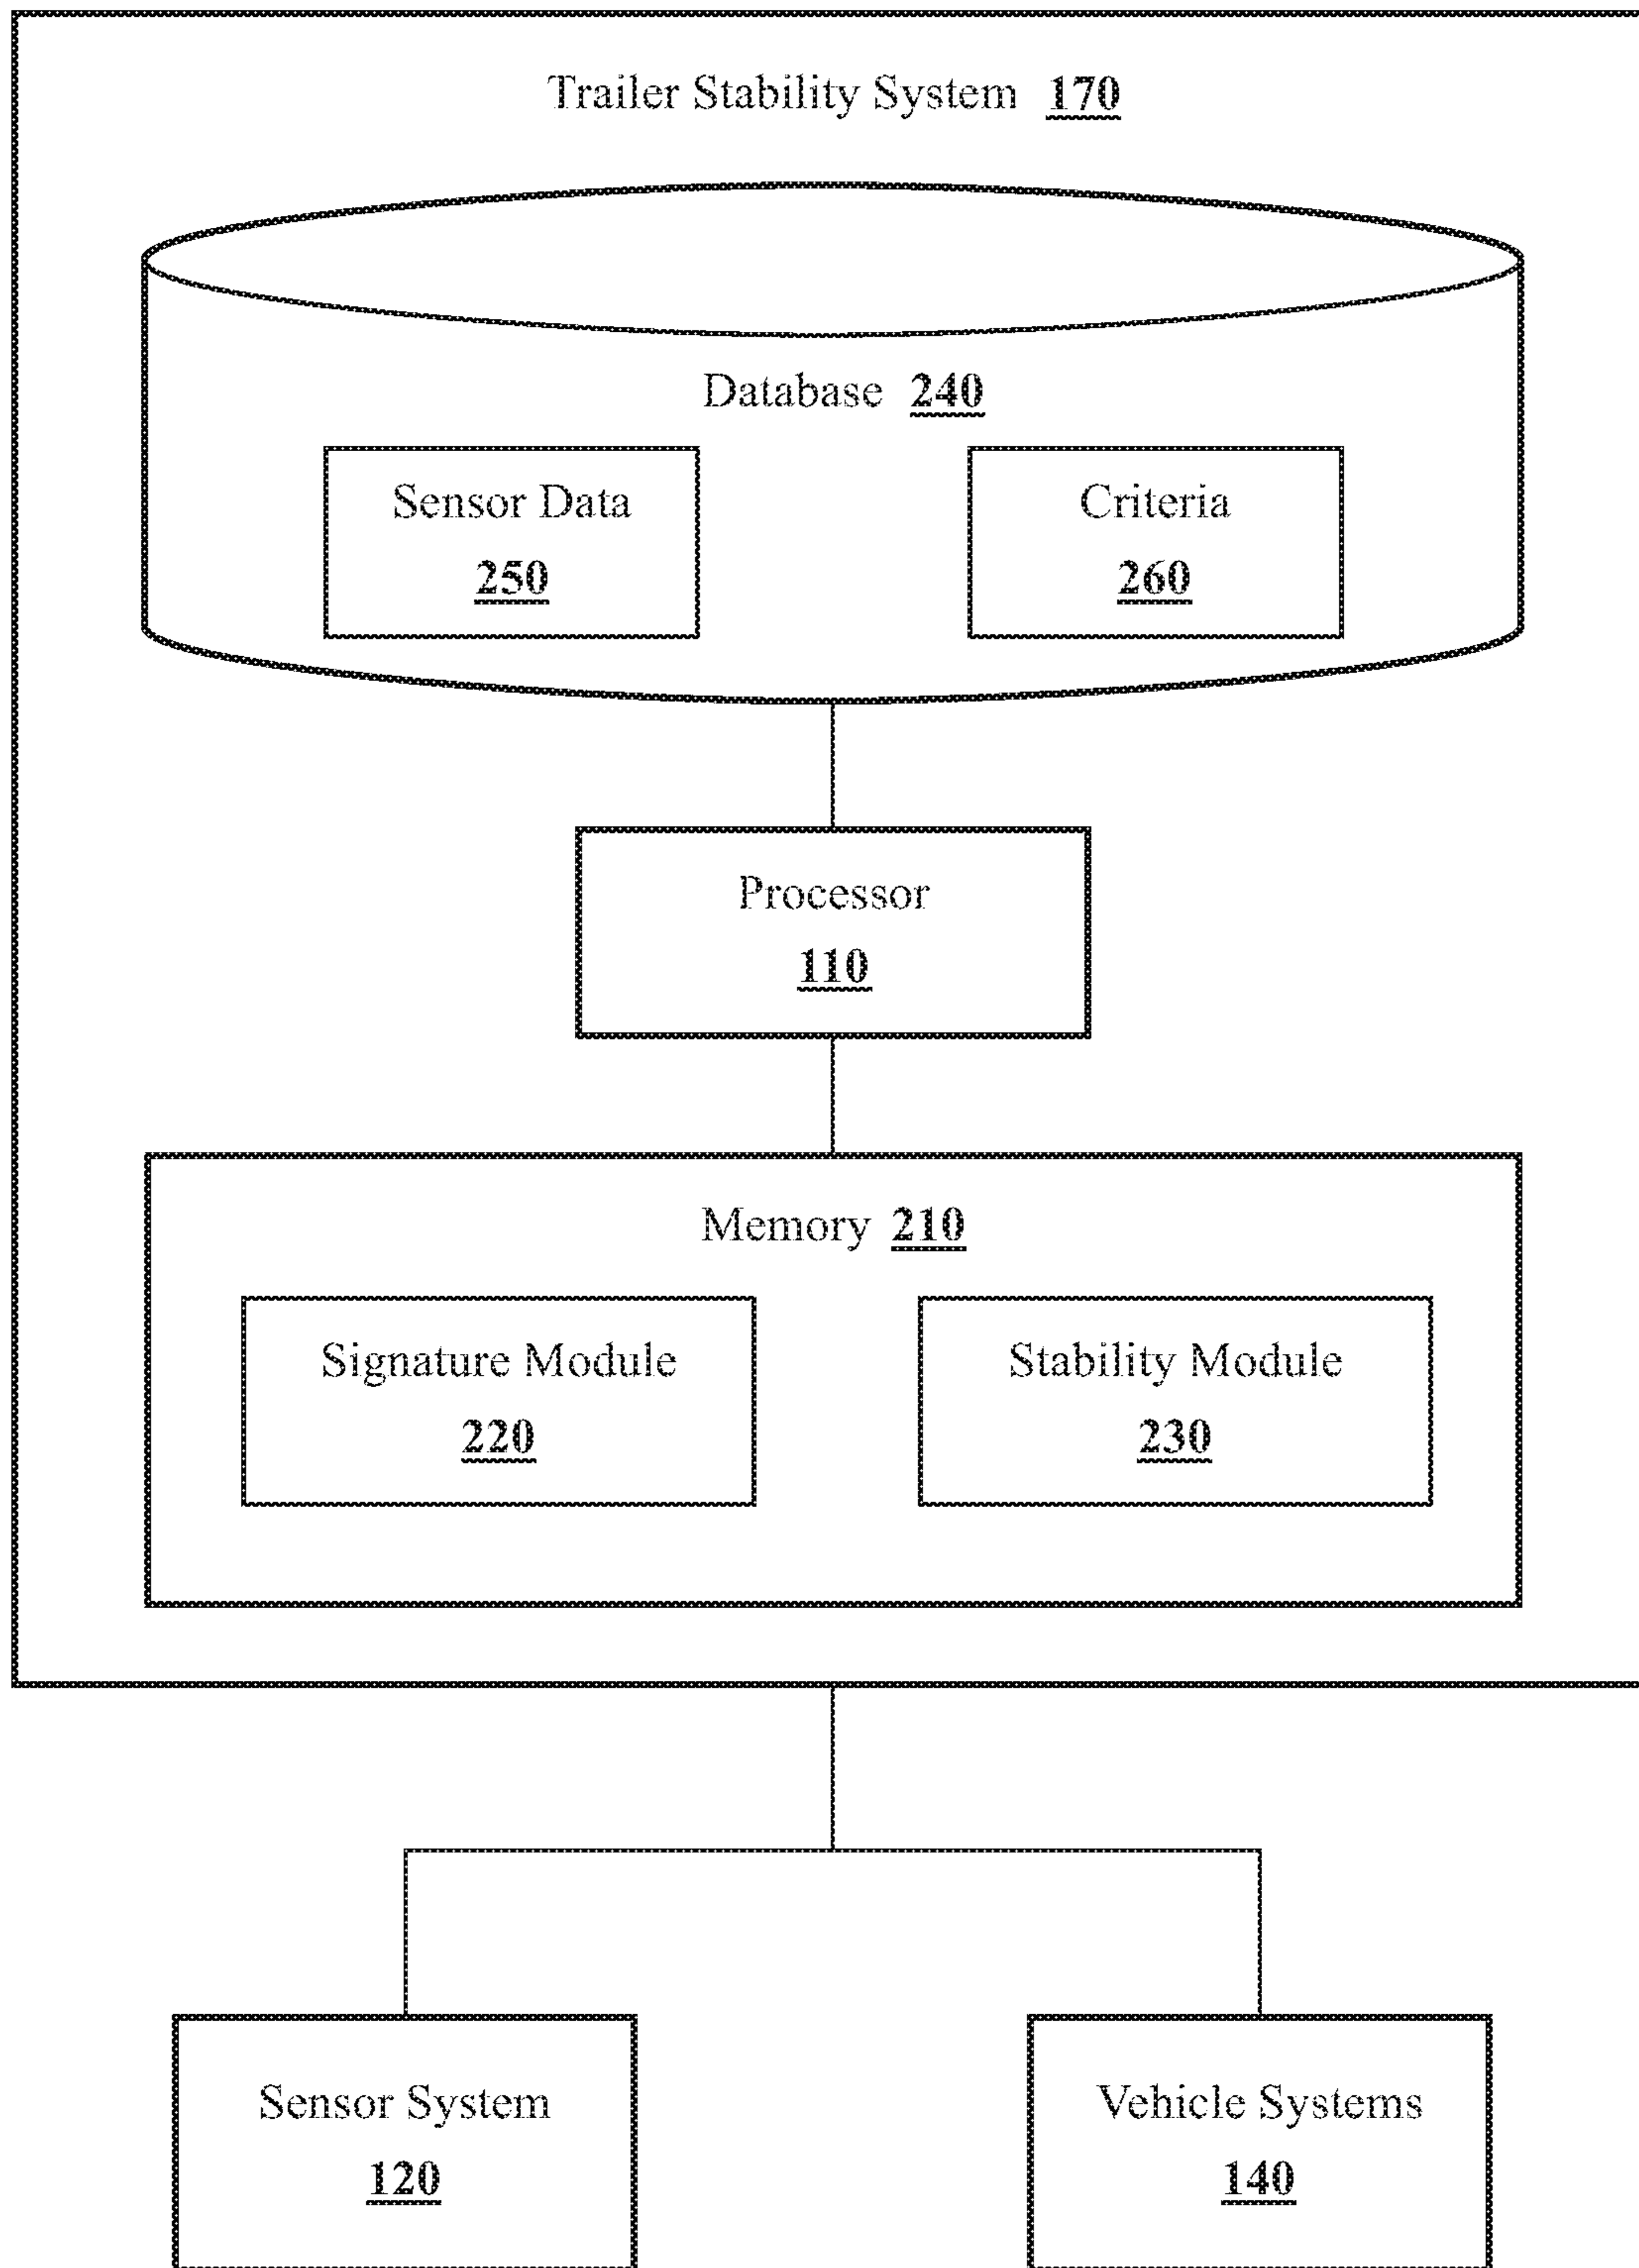 Trailer Stability System 170
Database 240
Sensor Data
250
Criteria
260
Processor
110
Memory 210
Signature Module
220
Stability Module
230
Sensor System
120
Vehicle Systems
140